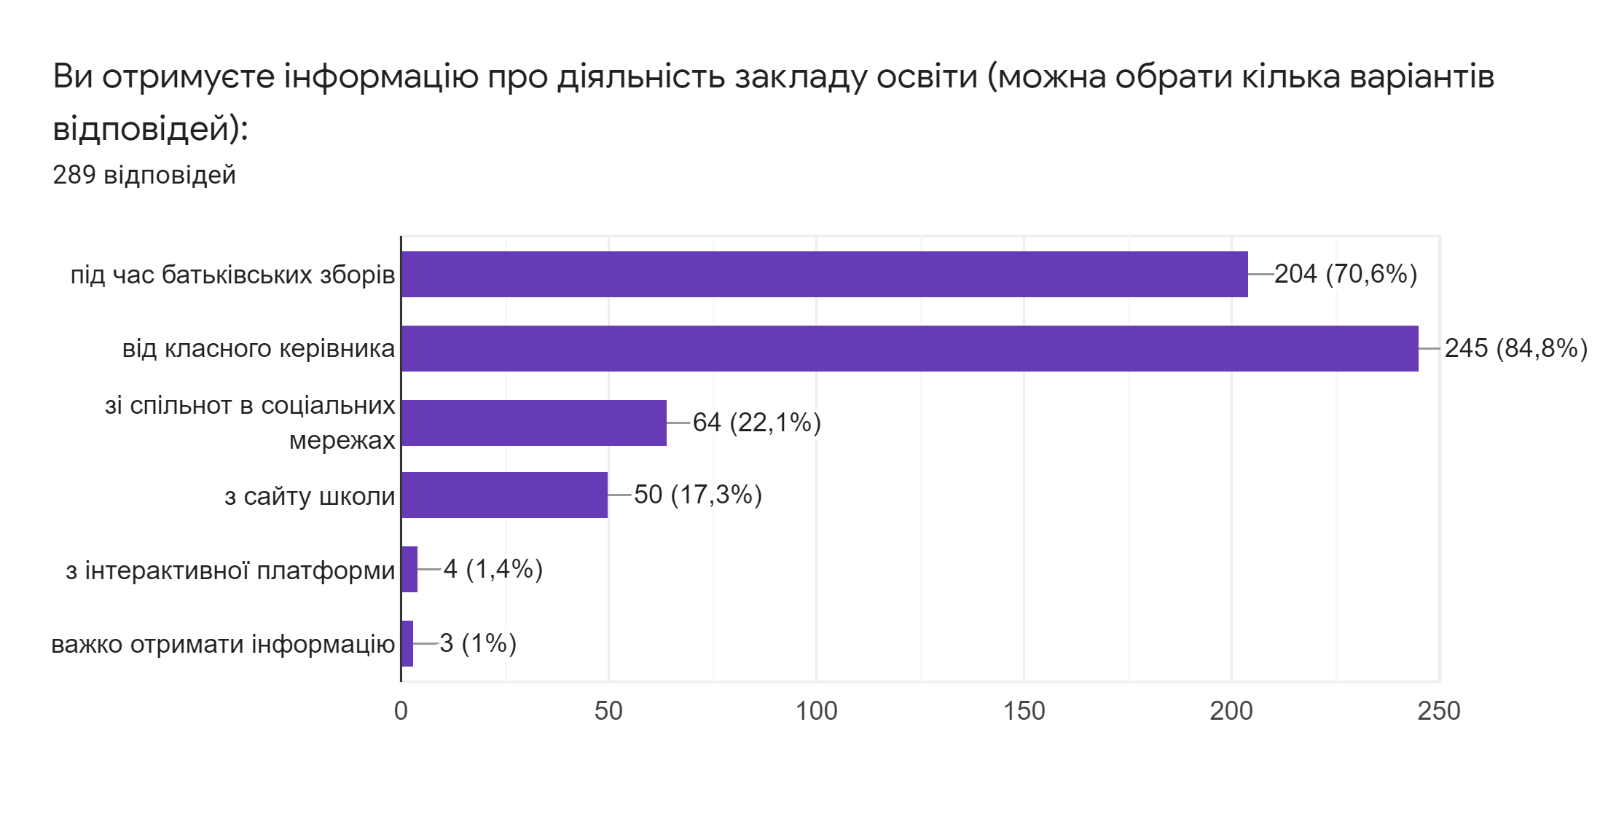 Ви отримуєте інформацію про діяльність закладу освіти (можна обрати кілька варіантів
відповідей):
289 відповідей
під час батьківських зборів
204 (70,6%)
від класного керівника
245 (84,8%)
зі спільнот в соціальних
мережах
64 (22,1%)
з сайту школи
50 (17,3%)
з інтерактивної платформи
4 (1,4%)
важко отримати інформацію
3 (1%)
0 50 100 150 200 250